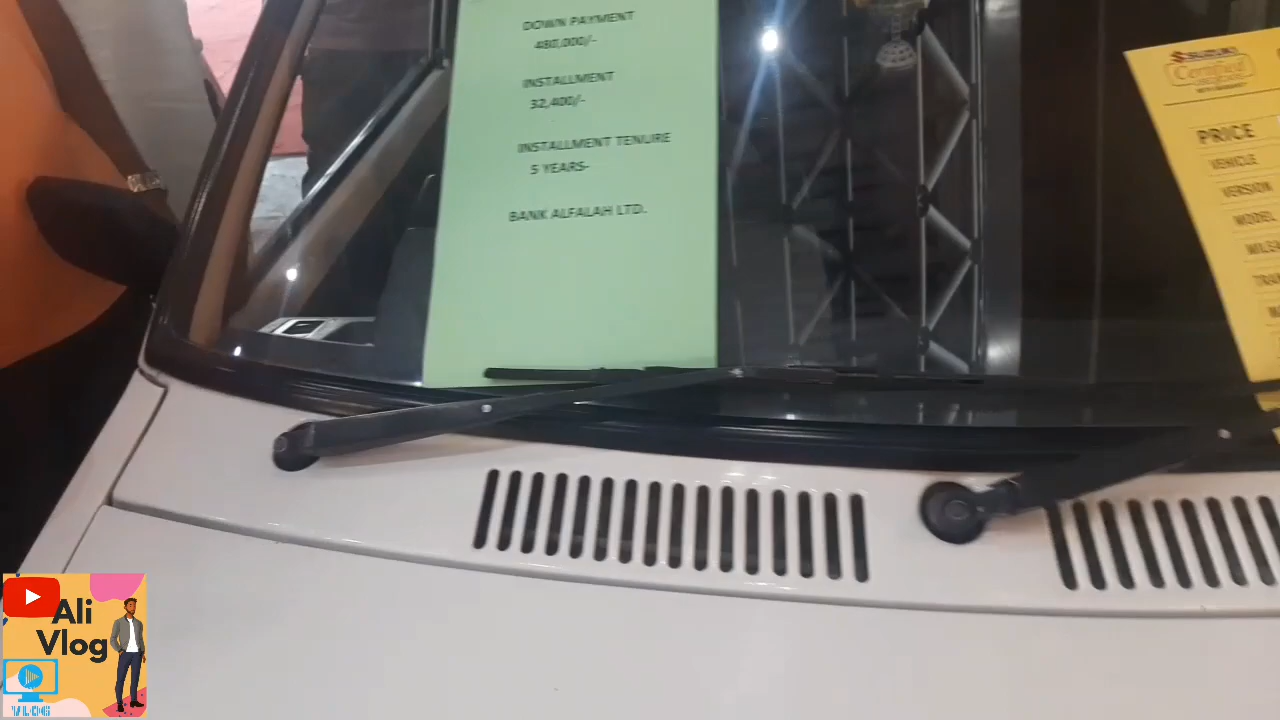 DOWN PAYMENT
480,000/-
INSTALLMENT
32,400/-
INSTALLMENT TENURE
5 YEARS-
BANK ALFALAH LTD.
SUZUKI
Certified
PRICE
VEHICLE
VERSION
MODEL
Ali
Vlog
VLOG